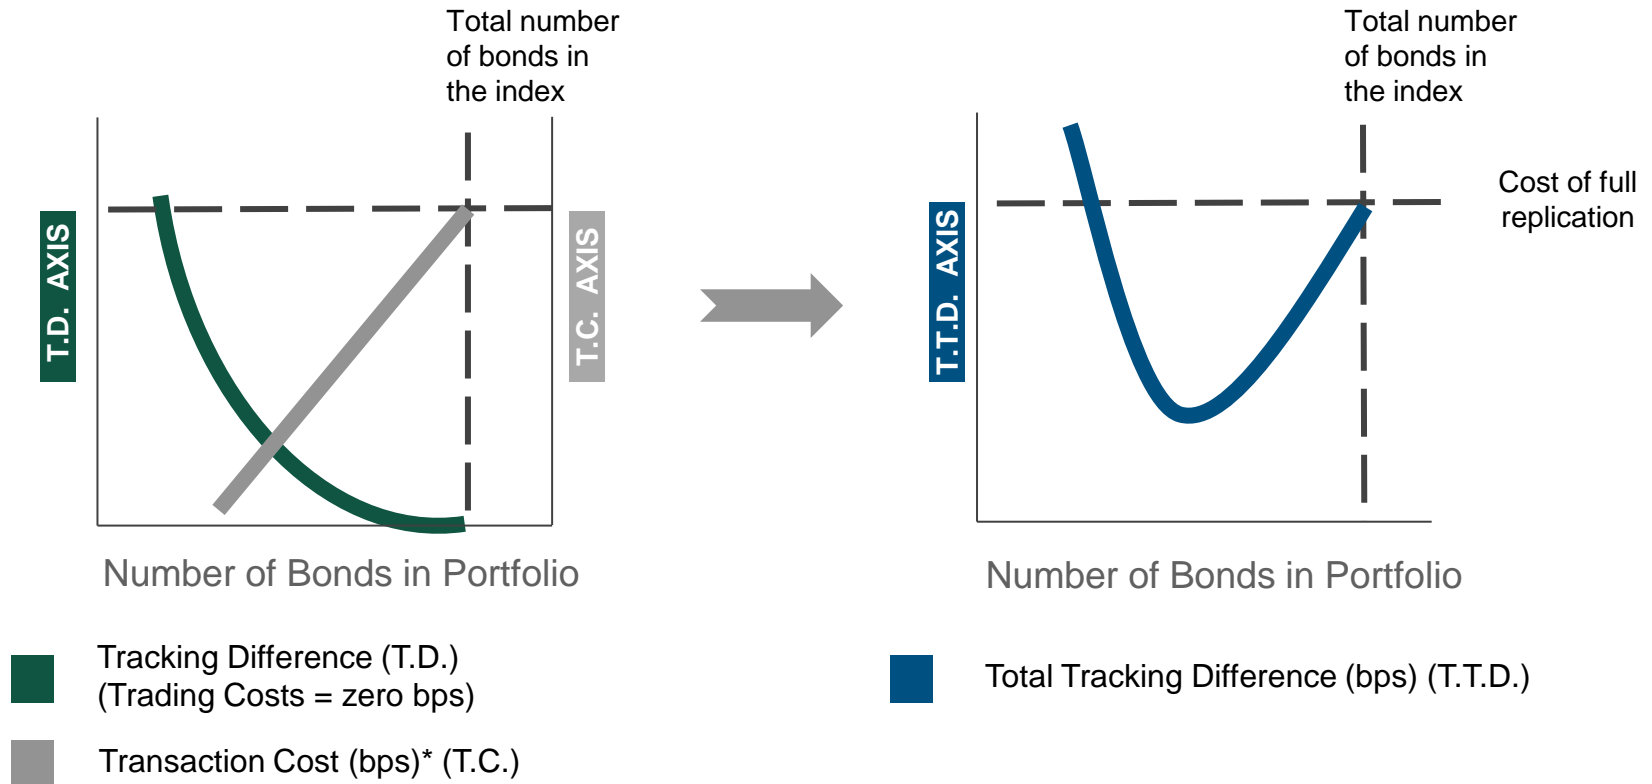 Total number
of bonds in
the index
T.D. AXIS
T.C. AXIS
Number of Bonds in Portfolio
Tracking Difference (T.D.)
(Trading Costs = zero bps)
Transaction Cost (bps)* (T.C.)
Total number
of bonds in
the index
Cost of full
replication
T.T.D. AXIS
Number of Bonds in Portfolio
Total Tracking Difference (bps) (T.T.D.)